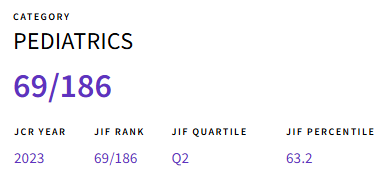 CATEGORY
PEDIATRICS
69/186
JCR YEAR JIF RANK JIF QUARTILE JIF PERCENTILE
2023 69/186 Q2 63.2